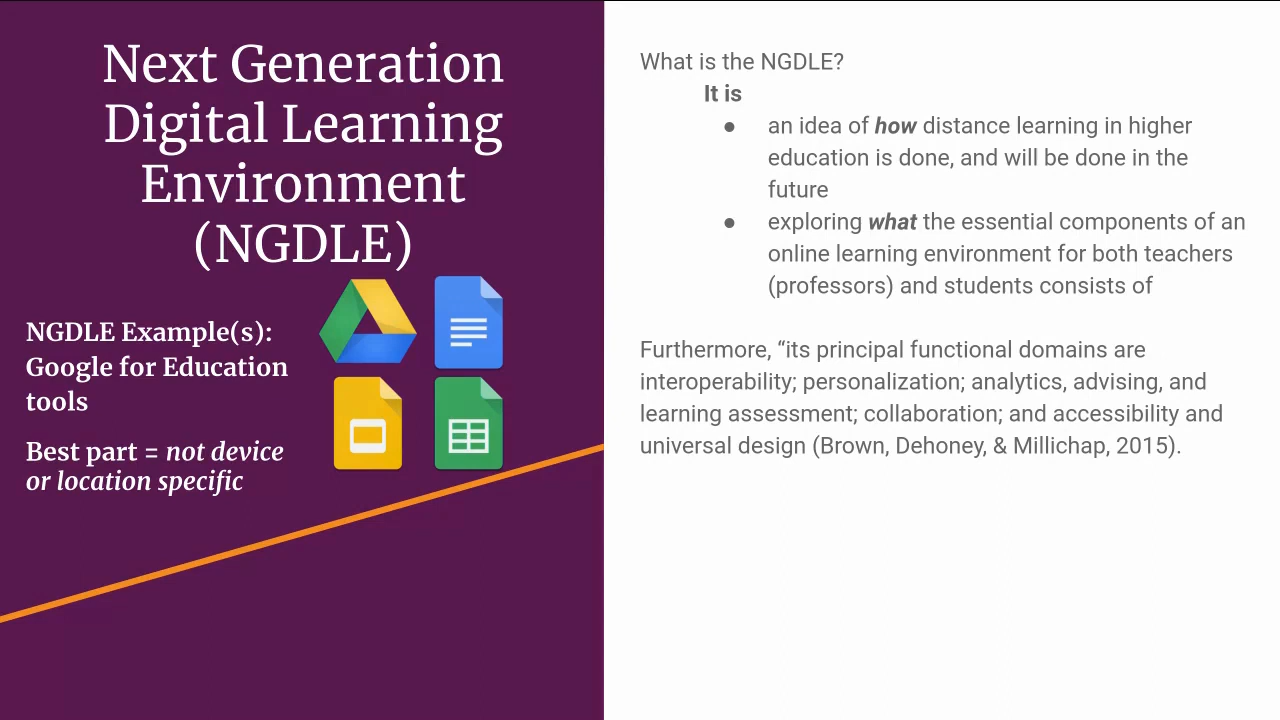 Next Generation
Digital Learning
Environment
(NGDLE)
NGDLE Example(s):
Google for Education
tools
Best part = not device
or location specific
What is the NGDLE?
It is
● an idea of how distance learning in higher
education is done, and will be done in the
future
● exploring what the essential components of an
online learning environment for both teachers
(professors) and students consists of
Furthermore, “its principal functional domains are
interoperability; personalization; analytics, advising, and
learning assessment; collaboration; and accessibility and
universal design (Brown, Dehoney, & Millichap, 2015).